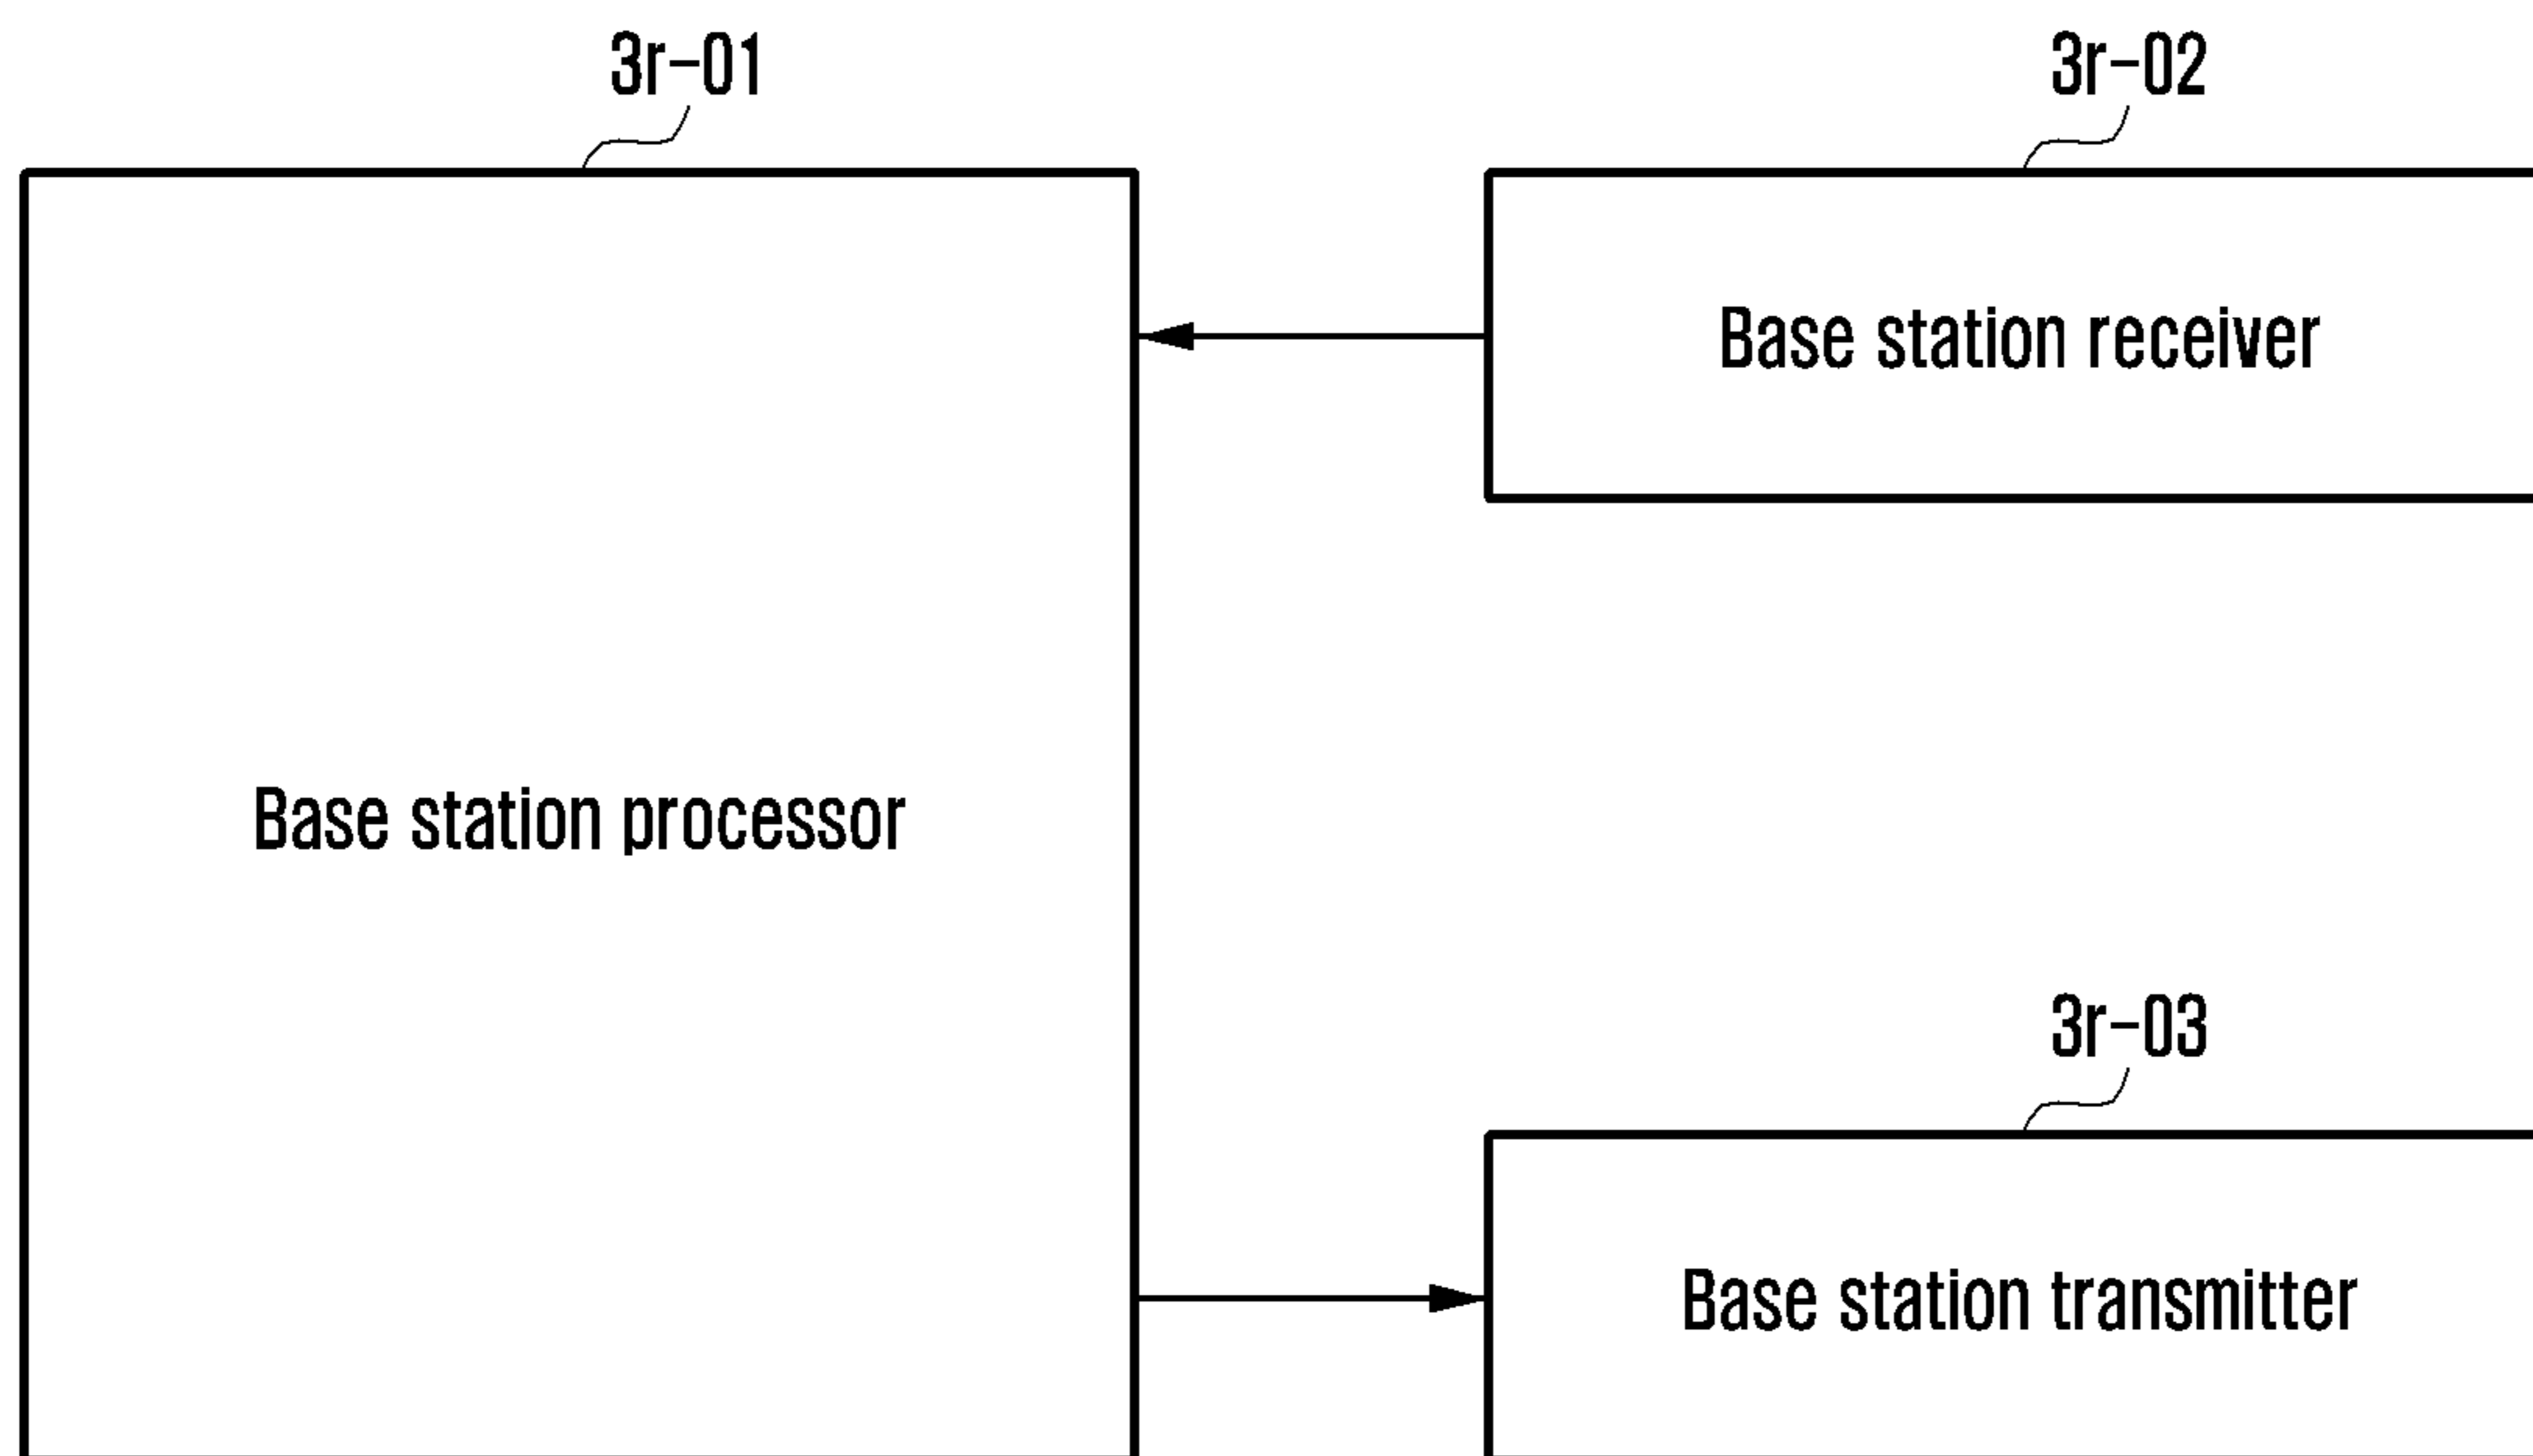 3r-01
3r-02
Base station receiver
Base station processor
3r-03
Base station transmitter